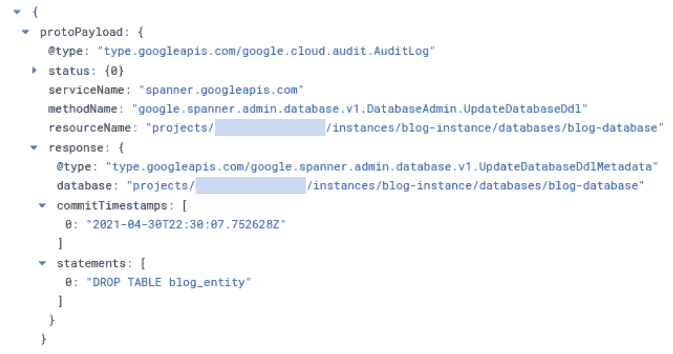 {
protoPayload: {
@type: "type.googleapis.com/google.cloud.audit.AuditLog"
status: {0}
serviceName: "spanner.googleapis.com"
methodName: "google.spanner.admin.database.v1.DatabaseAdmin.UpdateDatabaseDdl"
resourceName: "projects/ /instances/blog-instance/databases/blog-database"
response: {
@type: "type.googleapis.com/google.spanner.admin.database.v1.UpdateDatabaseDdlMetadata"
database: "projects/ /instances/blog-instance/databases/blog-database"
commitTimestamps: [
0: "2021-04-30T22:30:07.752628Z"
]
statements: [
0: "DROP TABLE blog_entity"
]
}
}